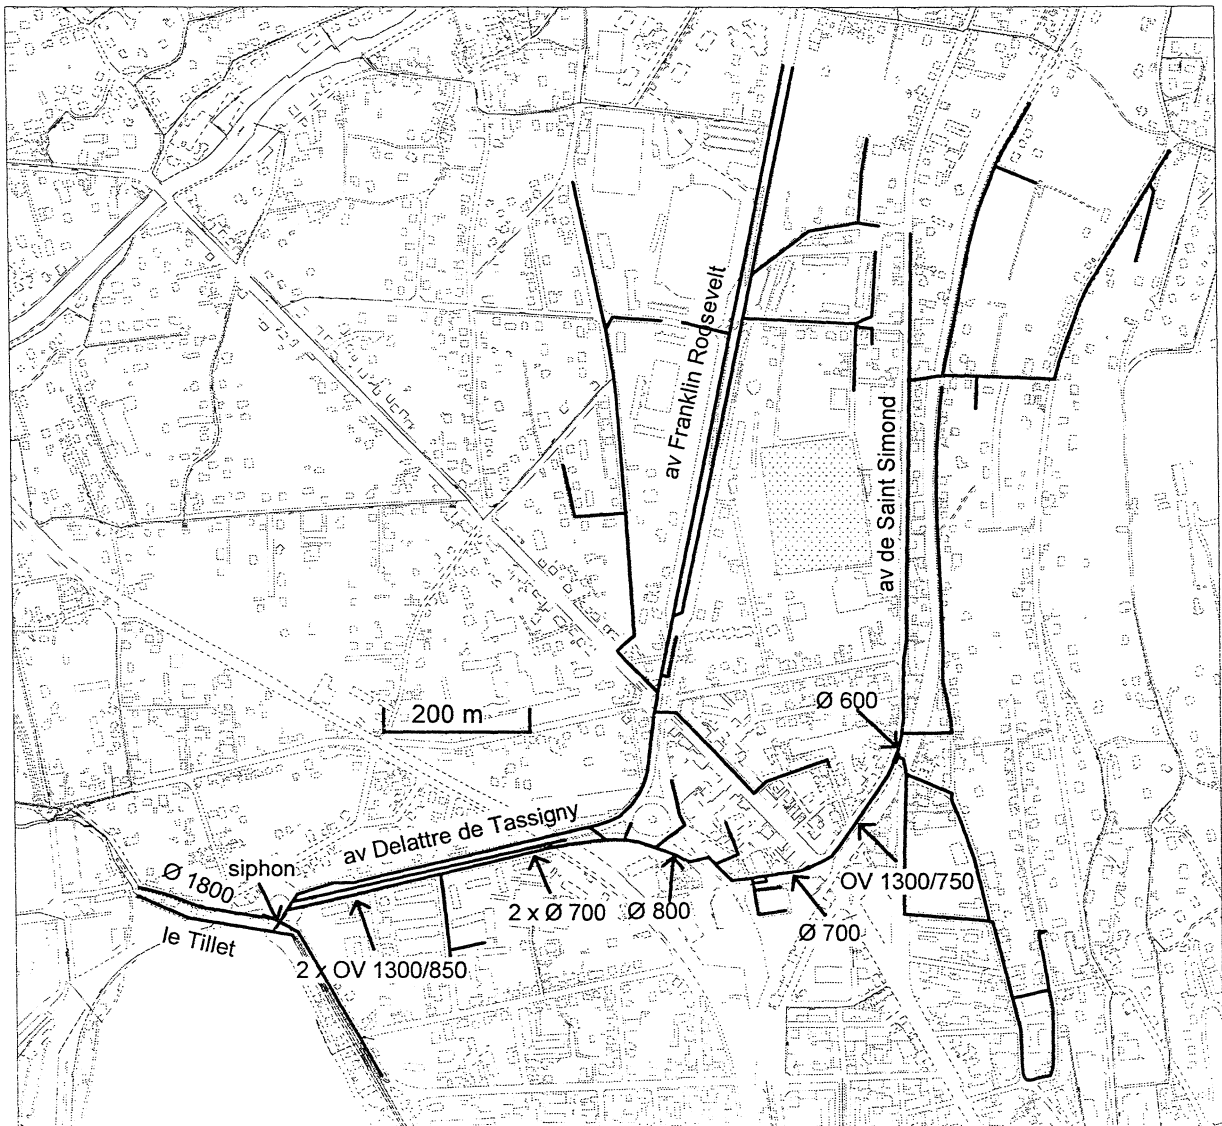 av Franklin Roosevelt
av de Saint Simond
Ø 600
200 m
av Delattre de Tassigny
siphon
Ø 1800
OV 1300/750
2 x Ø 700
Ø 800
Ø 700
le Tillet
2 x OV 1300/850